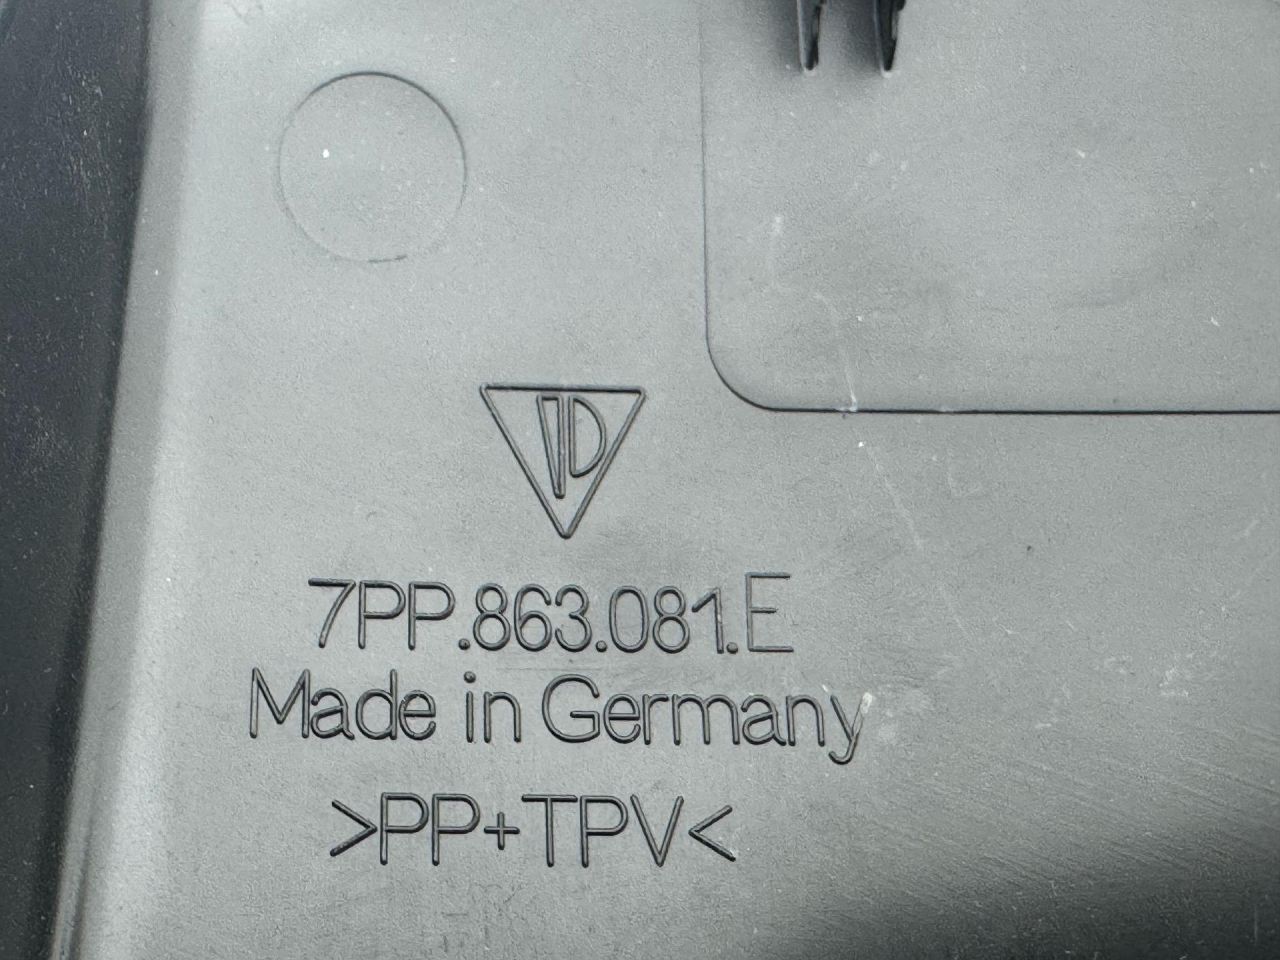 7PP.863.081.E
Made in Germany
>PP+TPV<